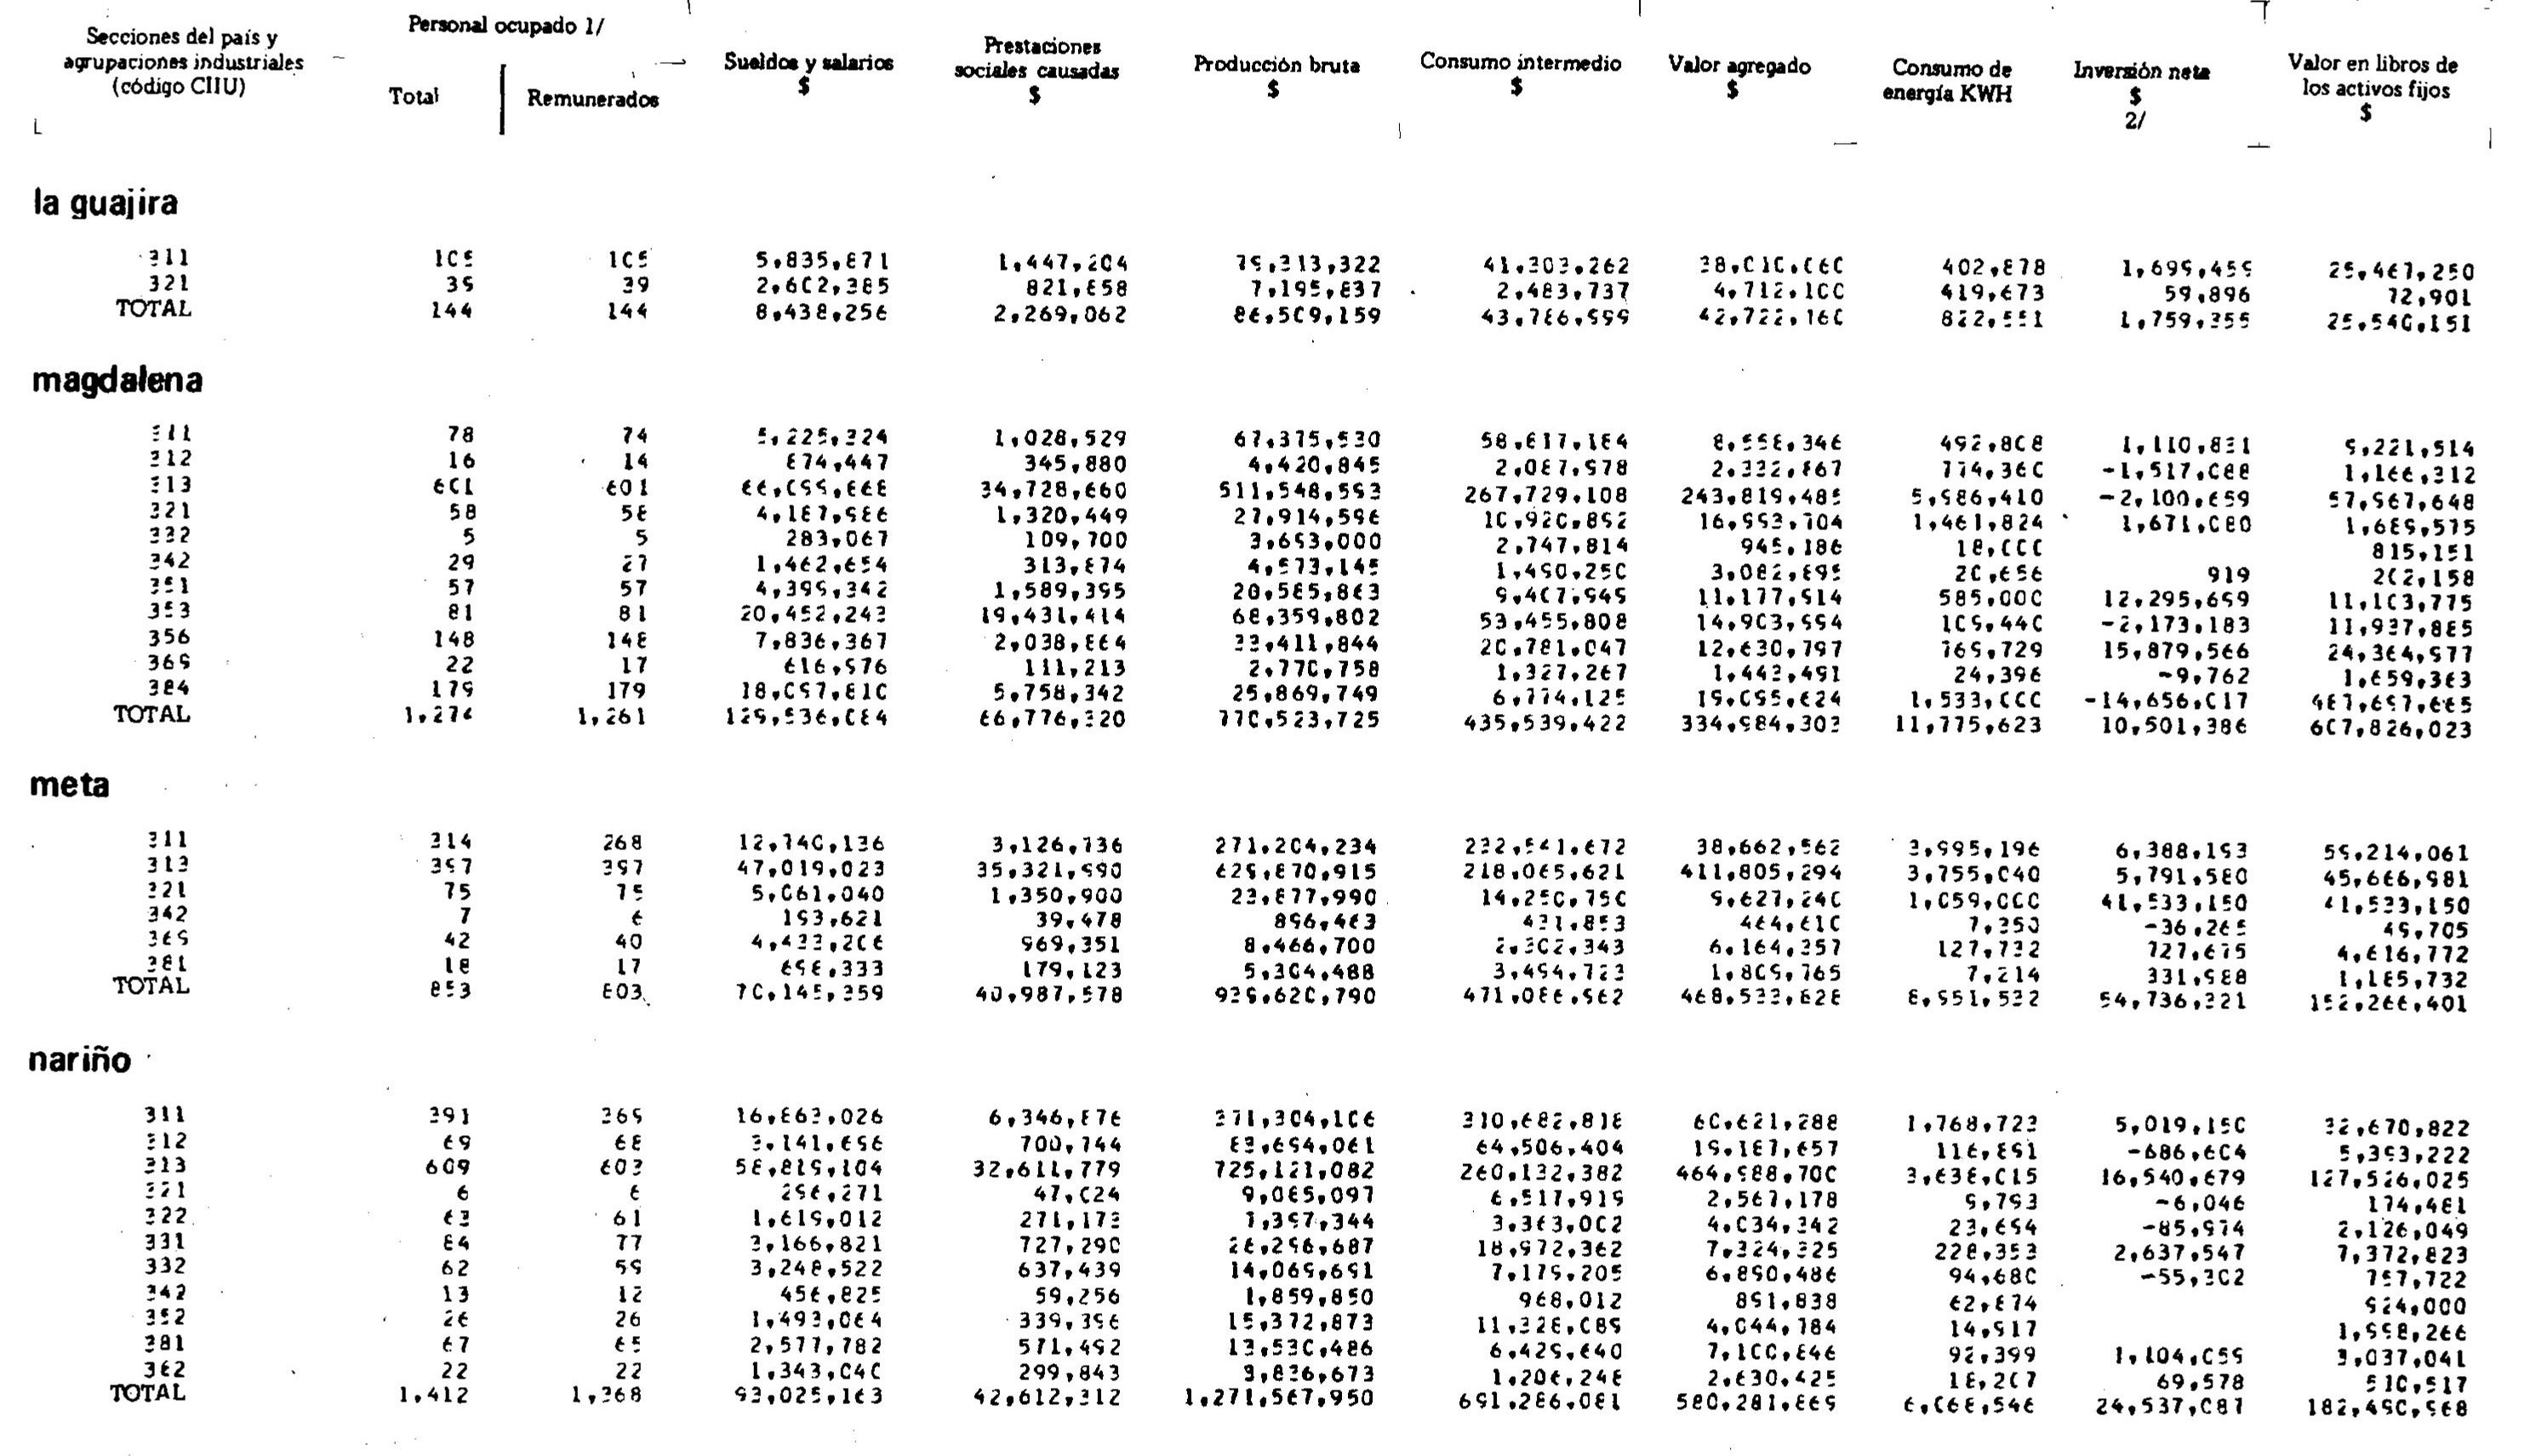 Secciones del país y agrupaciones industriales (código CIIU) Personal ocupado 1/ Total Remunerados Sueldos y salarios $ Prestaciones sociales causadas $ Producción bruta $ Consumo intermedio $ Valor agregado $ Consumo de energía KWH Inversión neta $ 2/ Valor en libros de los activos fijos $
la guajira
311 105 105 5,835,871 1,447,204 79,313,322 41,303,262 38,010,060 402,878 1,699,459 25,467,250
321 39 39 2,602,385 821,858 7,195,837 2,483,737 4,712,100 419,673 59,896 72,901
TOTAL 144 144 8,438,256 2,269,062 86,509,159 43,786,999 42,722,160 822,551 1,759,355 25,540,151
magdalena
311 78 74 5,225,324 1,028,529 67,375,530 58,817,184 8,558,346 492,808 1,110,831 9,221,514
312 16 14 874,447 345,880 4,420,845 2,087,978 2,332,867 774,360 -1,517,088 1,166,312
313 601 601 66,099,668 34,728,660 511,548,593 267,729,108 243,819,485 5,986,410 -2,100,659 57,967,648
321 58 58 4,187,986 1,320,449 27,914,596 10,920,892 16,993,704 1,461,824 1,671,080 1,689,575
332 5 5 283,067 109,700 3,693,000 2,747,814 945,186 18,000 815,151
342 29 27 1,462,654 313,874 4,573,145 1,490,250 3,082,895 20,656 919 202,158
351 57 57 4,399,342 1,589,395 20,585,863 9,407,949 11,177,914 585,000 12,295,699 11,103,775
353 81 81 20,452,243 19,431,414 68,359,802 53,455,808 14,903,994 109,440 -2,173,183 11,937,885
356 148 148 7,836,367 2,038,864 33,411,844 20,781,047 12,630,797 769,729 15,879,566 24,364,977
369 22 17 616,976 111,213 2,770,758 1,327,267 1,443,491 24,396 -9,762 1,659,363
384 179 179 18,097,810 5,758,342 25,869,749 6,774,125 19,095,624 1,533,000 -14,656,017 487,697,665
TOTAL 1,274 1,261 129,536,084 66,776,320 770,523,725 435,539,422 334,984,303 11,775,623 10,501,386 607,826,023
meta
311 314 268 12,740,136 3,126,736 271,204,234 232,541,672 38,662,562 3,995,196 6,388,193 59,214,061
313 397 397 47,019,023 35,321,990 629,870,915 218,065,621 411,805,294 3,755,040 5,791,580 45,666,981
321 75 75 5,061,040 1,350,900 23,877,990 14,250,750 9,627,240 1,059,000 41,533,150 41,533,150
342 7 6 193,621 39,478 896,463 431,853 464,610 7,350 -36,265 49,705
369 42 40 4,433,206 969,351 8,466,700 2,302,343 6,164,357 127,732 727,675 4,616,772
381 18 17 698,333 179,123 5,304,488 3,494,723 1,809,765 7,214 331,988 1,185,732
TOTAL 853 803 70,145,359 40,987,578 939,620,790 471,086,962 468,533,828 8,951,532 54,736,321 152,266,401
nariño
311 391 369 16,863,026 6,346,876 371,304,106 310,682,818 60,621,288 1,768,723 5,019,150 32,670,822
312 69 68 3,141,696 700,744 83,694,061 64,506,404 19,187,657 116,891 -686,604 5,393,222
313 609 603 58,819,104 32,611,779 725,121,082 260,132,382 464,988,700 3,638,015 16,540,679 127,526,025
321 6 6 296,271 47,024 9,085,097 6,517,919 2,567,178 9,793 -6,046 174,481
322 63 61 1,619,012 271,173 7,397,344 3,363,002 4,034,342 23,694 -85,974 2,126,049
331 84 77 3,166,821 727,290 26,296,687 18,972,362 7,324,325 228,353 2,637,547 7,372,823
332 62 59 3,248,522 637,439 14,069,691 7,179,205 6,890,486 94,680 -55,302 757,722
342 13 12 456,825 59,256 1,859,850 968,012 891,838 62,874 924,000
352 26 26 1,493,064 339,396 15,372,873 11,328,089 4,044,784 14,917 1,998,266
381 67 65 2,577,782 571,492 13,530,486 6,429,640 7,100,846 92,399 1,104,059 3,037,041
382 22 22 1,343,040 299,843 3,836,673 1,206,248 2,630,425 18,207 69,578 510,517
TOTAL 1,412 1,368 93,025,163 42,612,312 1,271,567,950 691,286,081 580,281,869 6,068,546 24,537,087 182,490,968